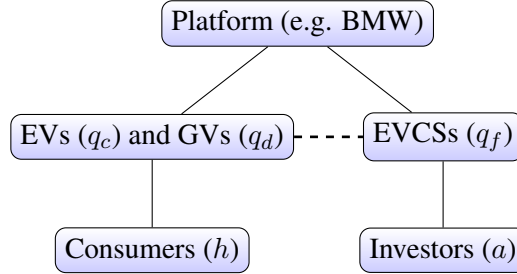 Platform (e.g. BMW)
EVs (q_c) and GVs (q_d)
EVCSs (q_f)
Consumers (h)
Investors (a)